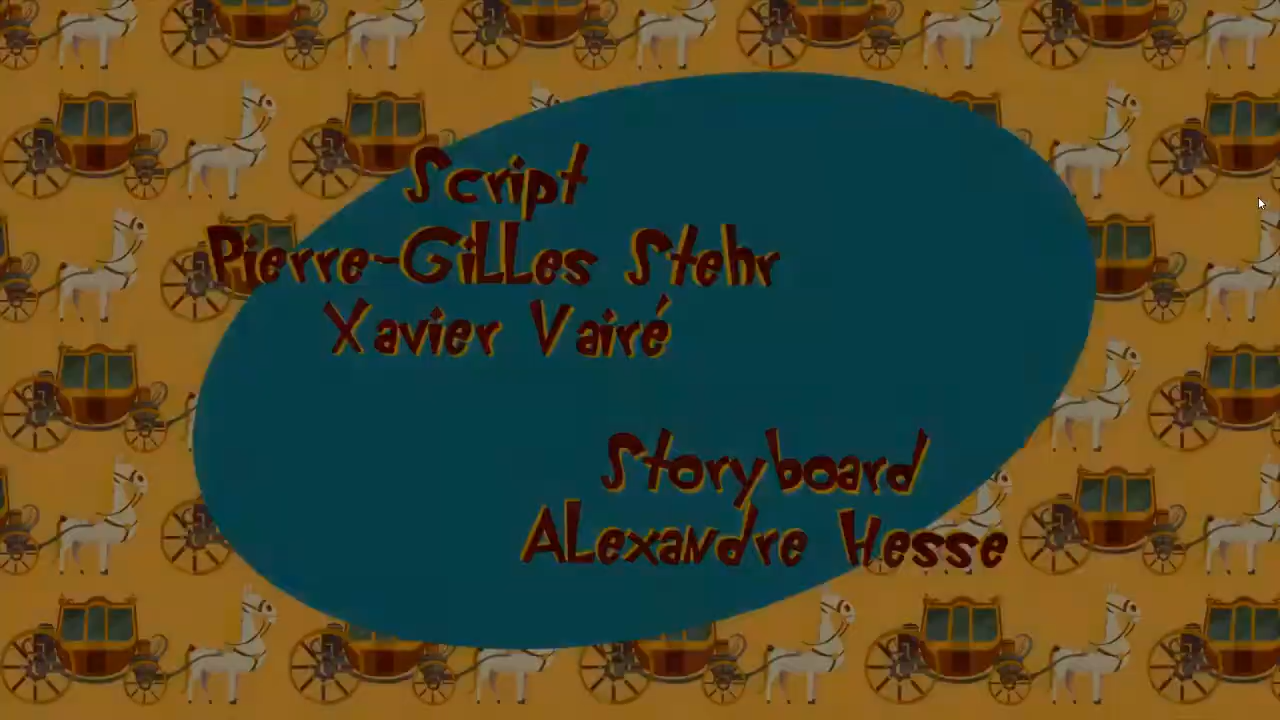 Script
Pierre-Gilles Stehr
Xavier Vairé
Storyboard
Alexandre Hesse